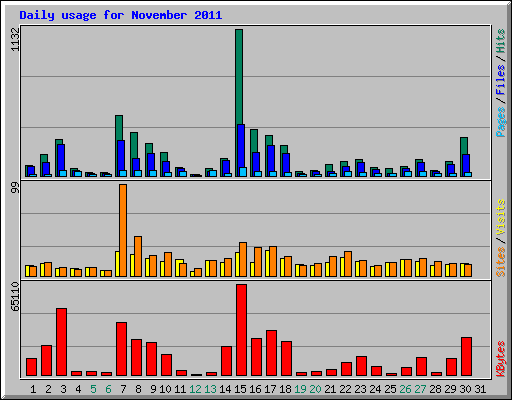 Daily usage for November 2011
1132
Pages / Files / Hits
99
Sites / Visits
65110
KBytes
1 2 3 4 5 6 7 8 9 10 11 12 13 14 15 16 17 18 19 20 21 22 23 24 25 26 27 28 29 30 31